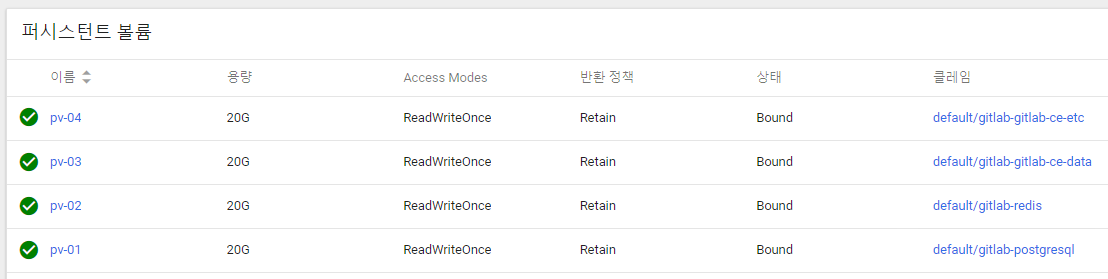 퍼시스턴트 볼륨
이름 용량 Access Modes 반환 정책 상태 클레임
pv-04 20G ReadWriteOnce Retain Bound default/gitlab-gitlab-ce-etc
pv-03 20G ReadWriteOnce Retain Bound default/gitlab-gitlab-ce-data
pv-02 20G ReadWriteOnce Retain Bound default/gitlab-redis
pv-01 20G ReadWriteOnce Retain Bound default/gitlab-postgresql